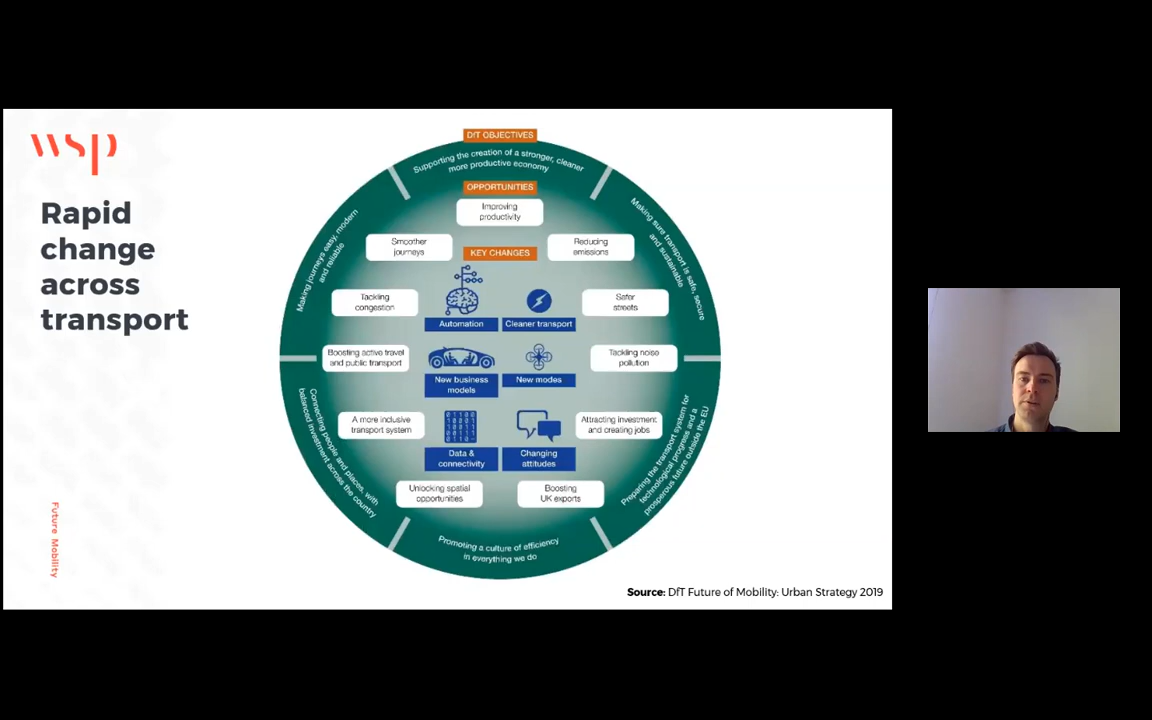 wsp
Rapid
change
across
transport
Future Mobility
DfT OBJECTIVES
Supporting the creation of a stronger, cleaner
more productive economy
Making sure transport is safe, secure
and sustainable
Preparing the transport system for
technological progress and a
prosperous future outside the EU
Promoting a culture of efficiency
in everything we do
Connecting people and places, with
balanced investment across the country
Making journeys easy, modern
and reliable
OPPORTUNITIES
Improving
productivity
Smoother
journeys
Reducing
emissions
Tackling
congestion
Safer
streets
Boosting active travel
and public transport
Tackling noise
pollution
A more inclusive
transport system
Attracting investment
and creating jobs
Unlocking spatial
opportunities
Boosting
UK exports
KEY CHANGES
Automation
Cleaner transport
New business
models
New modes
01100
10010
Data &
connectivity
Changing
attitudes
Source: DfT Future of Mobility: Urban Strategy 2019